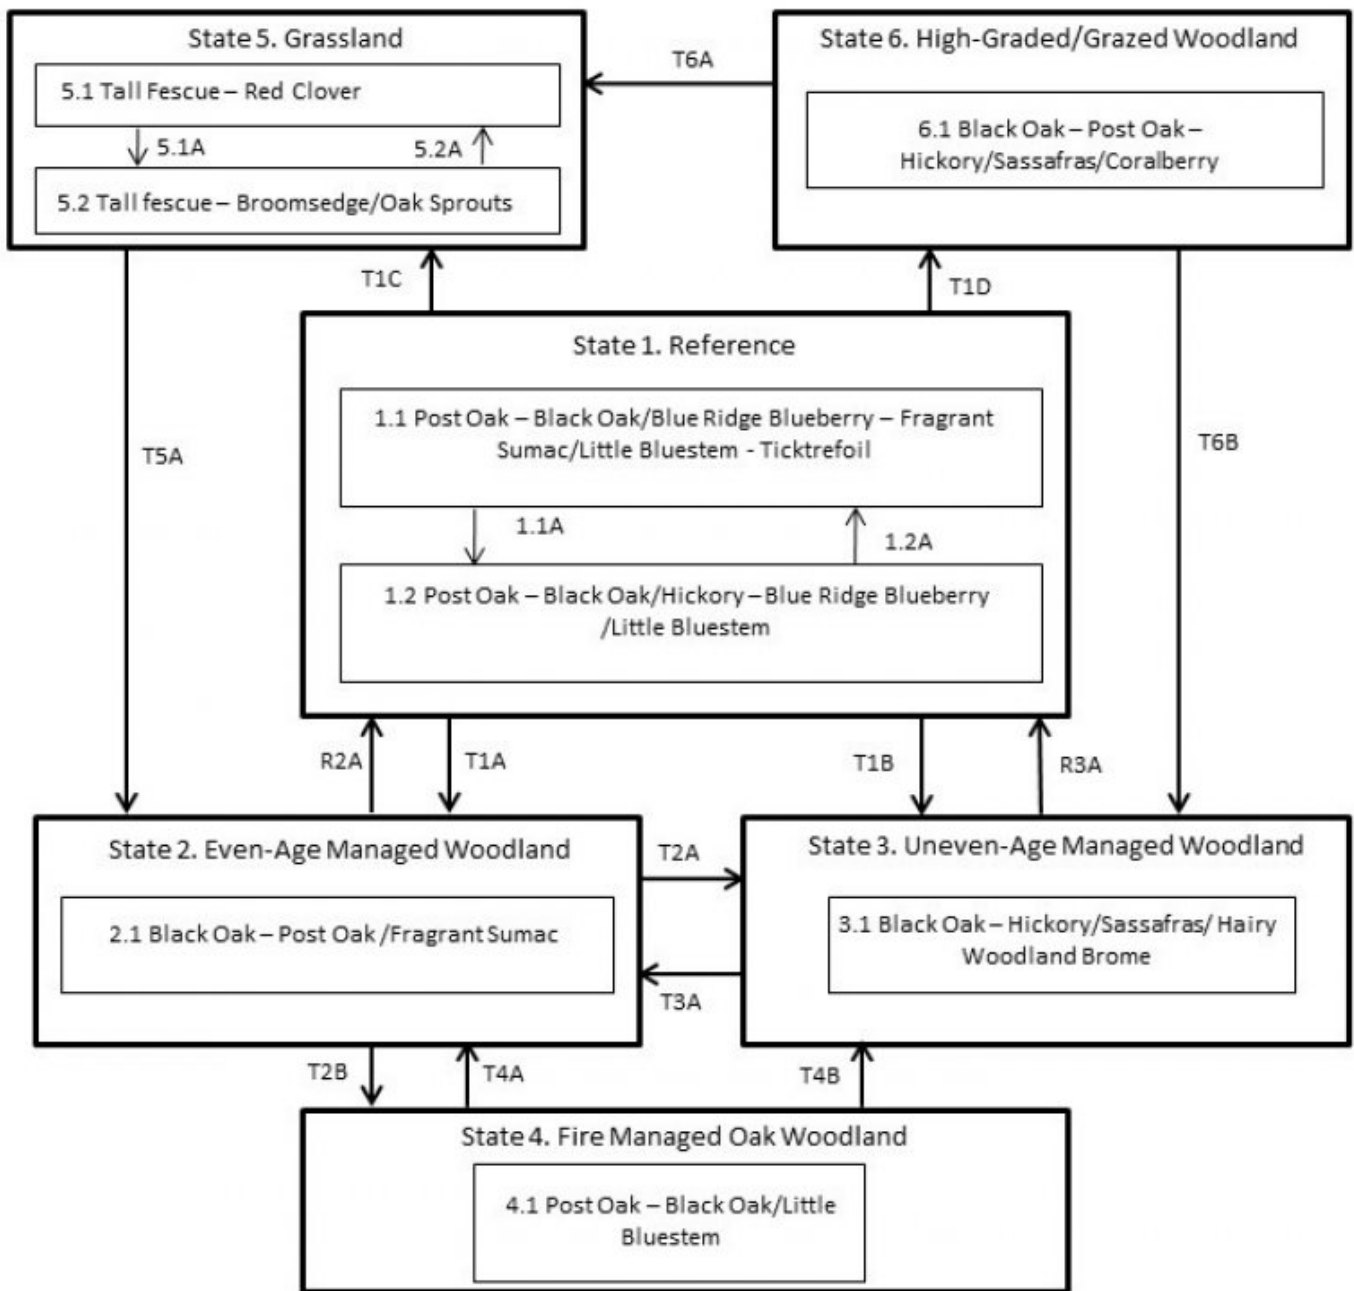 State 5. Grassland
5.1 Tall Fescue – Red Clover
5.1A
5.2A
5.2 Tall fescue – Broomsedge/Oak Sprouts
T6A
State 6. High-Graded/Grazed Woodland
6.1 Black Oak – Post Oak –
Hickory/Sassafras/Coralberry
T1C
T1D
State 1. Reference
1.1 Post Oak – Black Oak/Blue Ridge Blueberry – Fragrant
Sumac/Little Bluestem - Ticktrefoil
1.1A
1.2A
1.2 Post Oak – Black Oak/Hickory – Blue Ridge Blueberry
/Little Bluestem
T5A
T6B
R2A
T1A
T1B
R3A
State 2. Even-Age Managed Woodland
2.1 Black Oak – Post Oak /Fragrant Sumac
T2A
T3A
State 3. Uneven-Age Managed Woodland
3.1 Black Oak – Hickory/Sassafras/ Hairy
Woodland Brome
T2B
T4A
T4B
State 4. Fire Managed Oak Woodland
4.1 Post Oak – Black Oak/Little
Bluestem